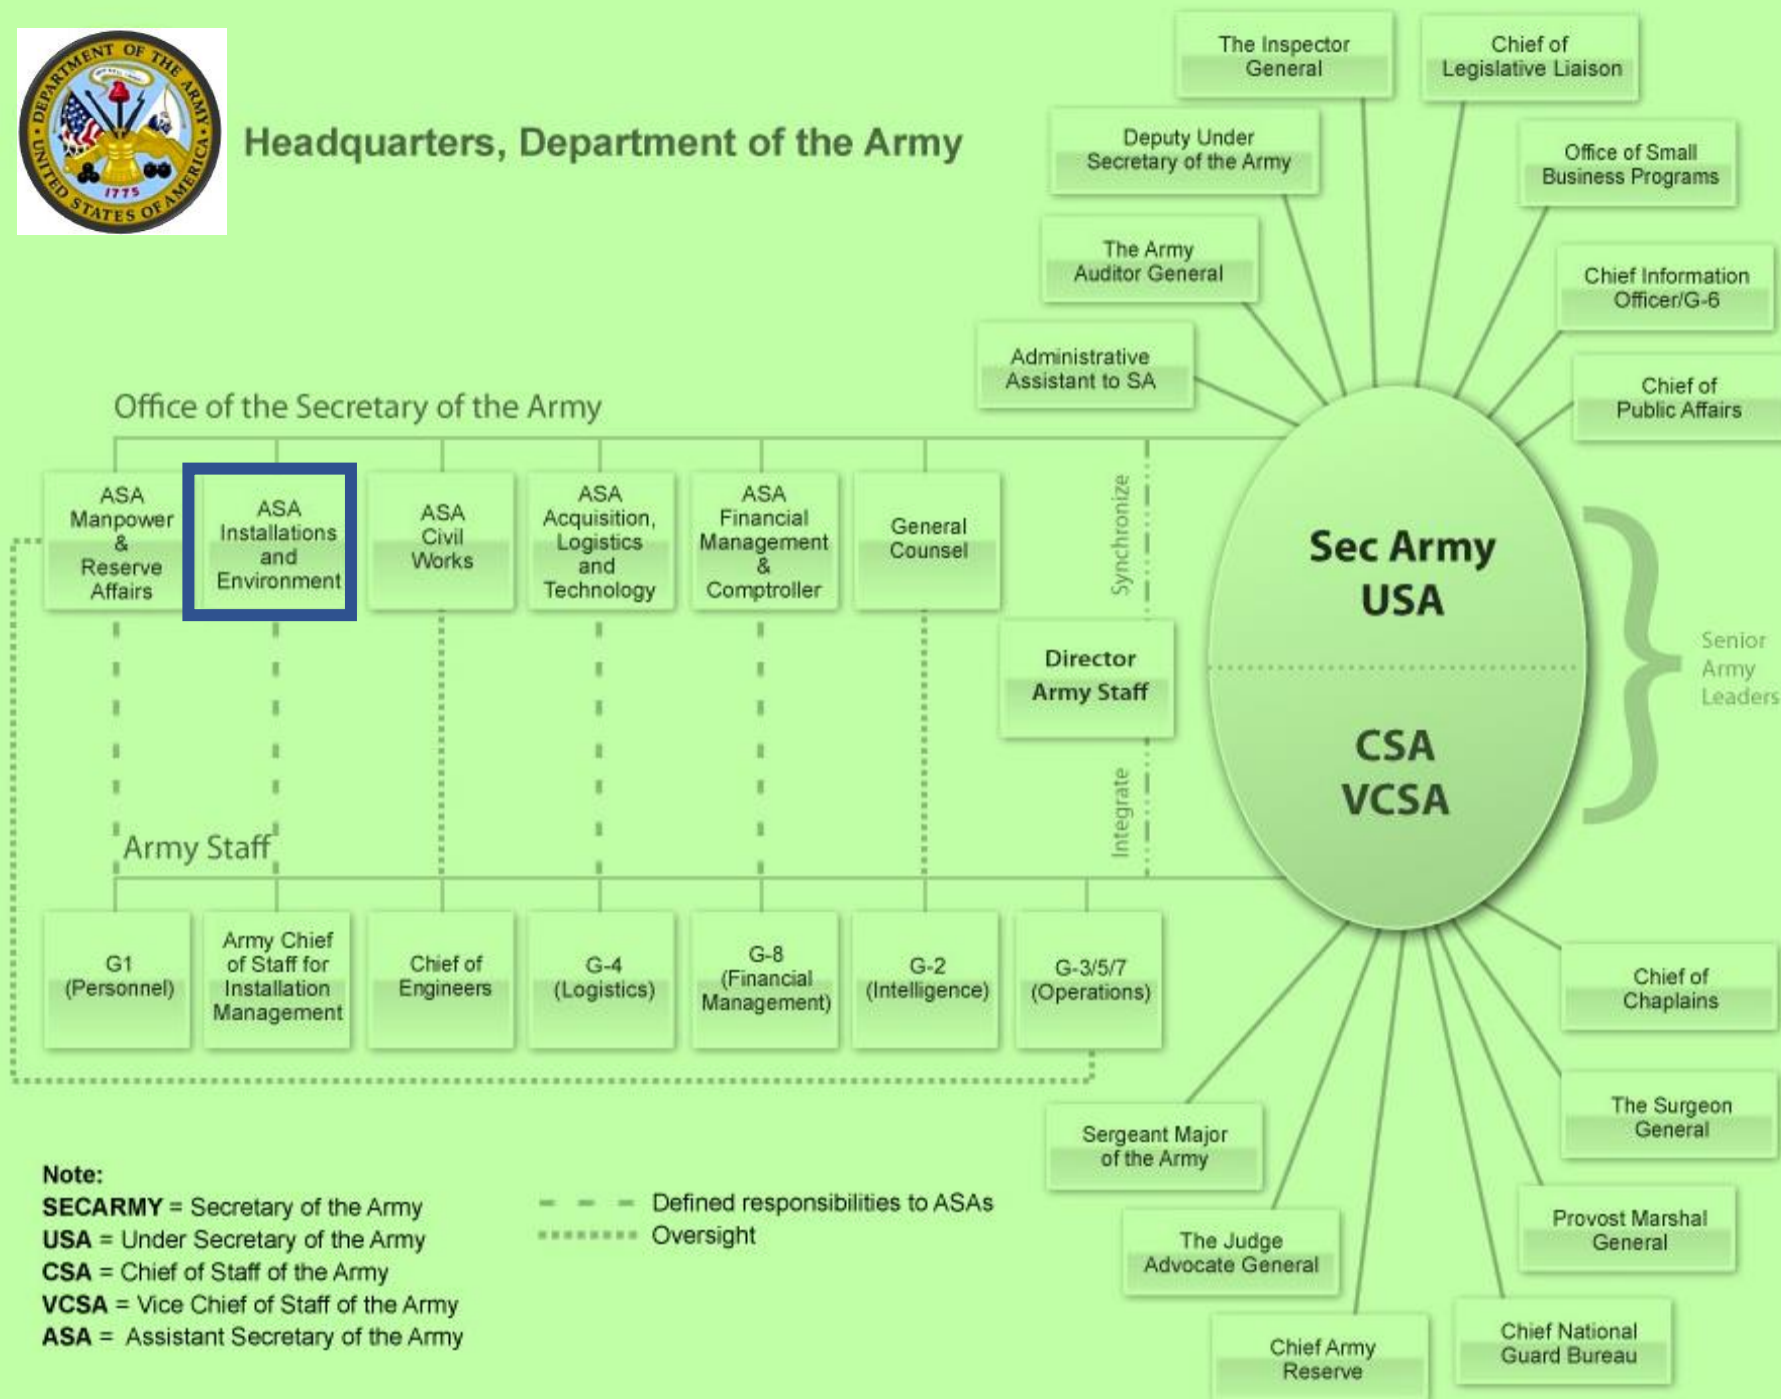 DEPARTMENT OF THE ARMY
UNITED STATES OF AMERICA
1775
Headquarters, Department of the Army
The Inspector
General
Chief of
Legislative Liaison
Deputy Under
Secretary of the Army
Office of Small
Business Programs
The Army
Auditor General
Chief Information
Officer/G-6
Administrative
Assistant to SA
Chief of
Public Affairs
Office of the Secretary of the Army
ASA
Manpower
&
Reserve
Affairs
ASA
Installations
and
Environment
ASA
Civil
Works
ASA
Acquisition,
Logistics
and
Technology
ASA
Financial
Management
&
Comptroller
General
Counsel
Synchronize
Director
Army Staff
Integrate
Sec Army
USA
CSA
VCSA
Senior
Army
Leaders
Army Staff
G1
(Personnel)
Army Chief
of Staff for
Installation
Management
Chief of
Engineers
G-4
(Logistics)
G-8
(Financial
Management)
G-2
(Intelligence)
G-3/5/7
(Operations)
Chief of
Chaplains
The Surgeon
General
Sergeant Major
of the Army
Provost Marshal
General
The Judge
Advocate General
Chief National
Guard Bureau
Chief Army
Reserve
Note:
SECARMY = Secretary of the Army
USA = Under Secretary of the Army
CSA = Chief of Staff of the Army
VCSA = Vice Chief of Staff of the Army
ASA = Assistant Secretary of the Army
Defined responsibilities to ASAs
Oversight